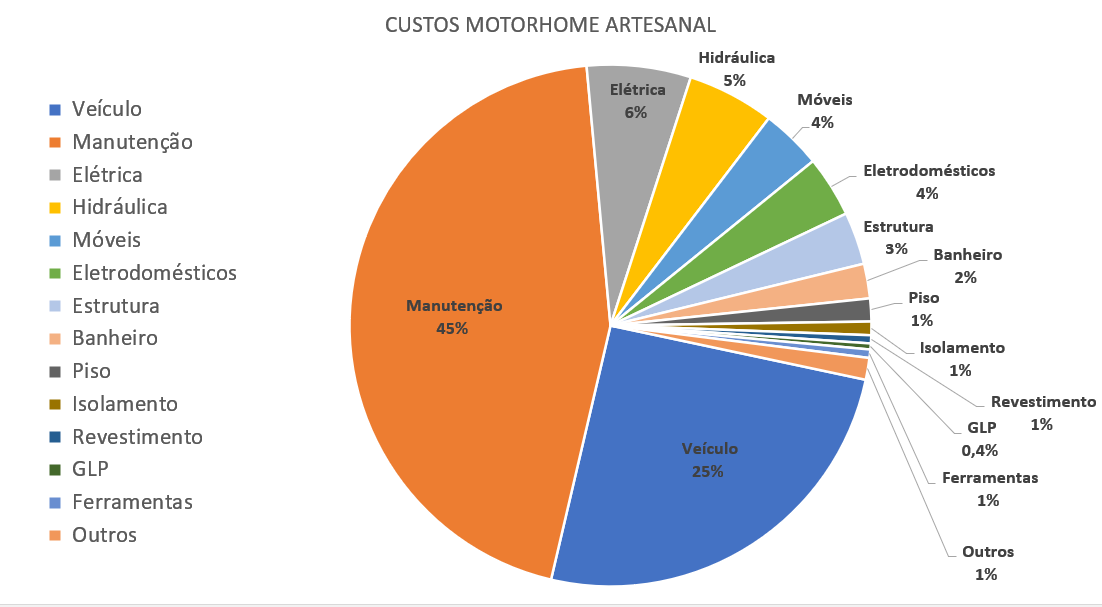 CUSTOS MOTORHOME ARTESANAL
Veículo
Manutenção
Elétrica
Hidráulica
Móveis
Eletrodomésticos
Estrutura
Banheiro
Piso
Isolamento
Revestimento
GLP
Ferramentas
Outros
Elétrica
6%
Hidráulica
5%
Móveis
4%
Eletrodomésticos
4%
Estrutura
3%
Banheiro
2%
Piso
1%
Isolamento
1%
Revestimento
1%
GLP
0,4%
Ferramentas
1%
Outros
1%
Veículo
25%
Manutenção
45%